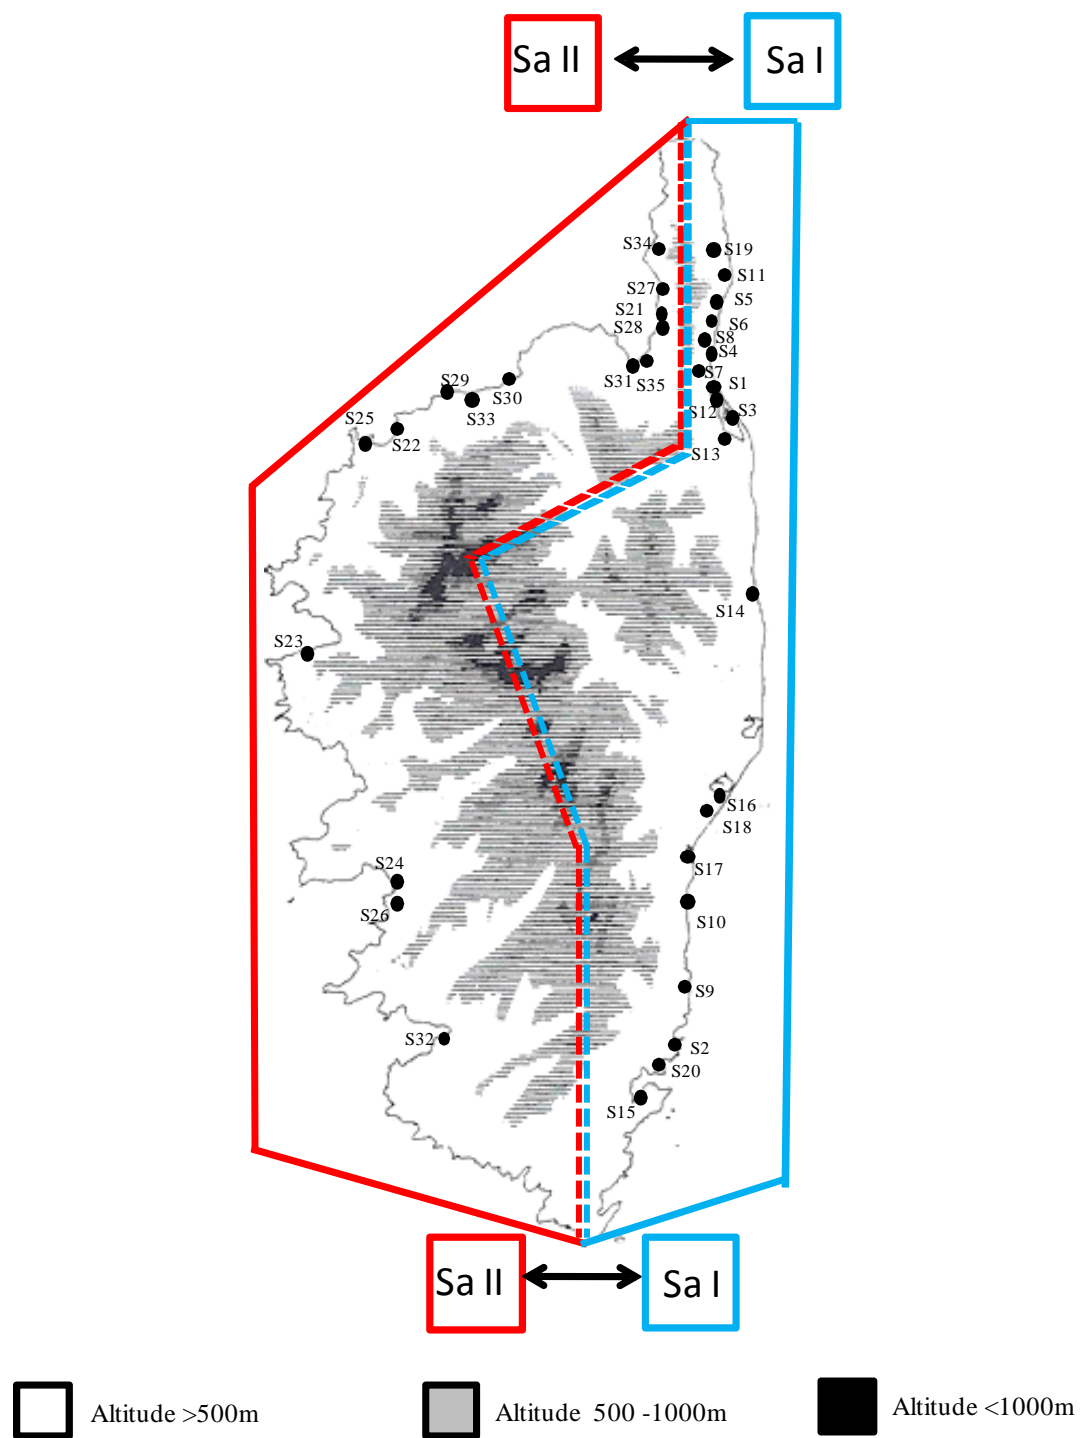 Sa II
Sa I
S34
S19
S11
S27
S5
S21
S6
S28
S8
S4
S7
S31
S35
S29
S1
S30
S12
S3
S33
S25
S22
S13
S14
S23
S16
S18
S24
S17
S26
S10
S9
S32
S2
S20
S15
Sa II
Sa I
Altitude >500m
Altitude 500 -1000m
Altitude <1000m